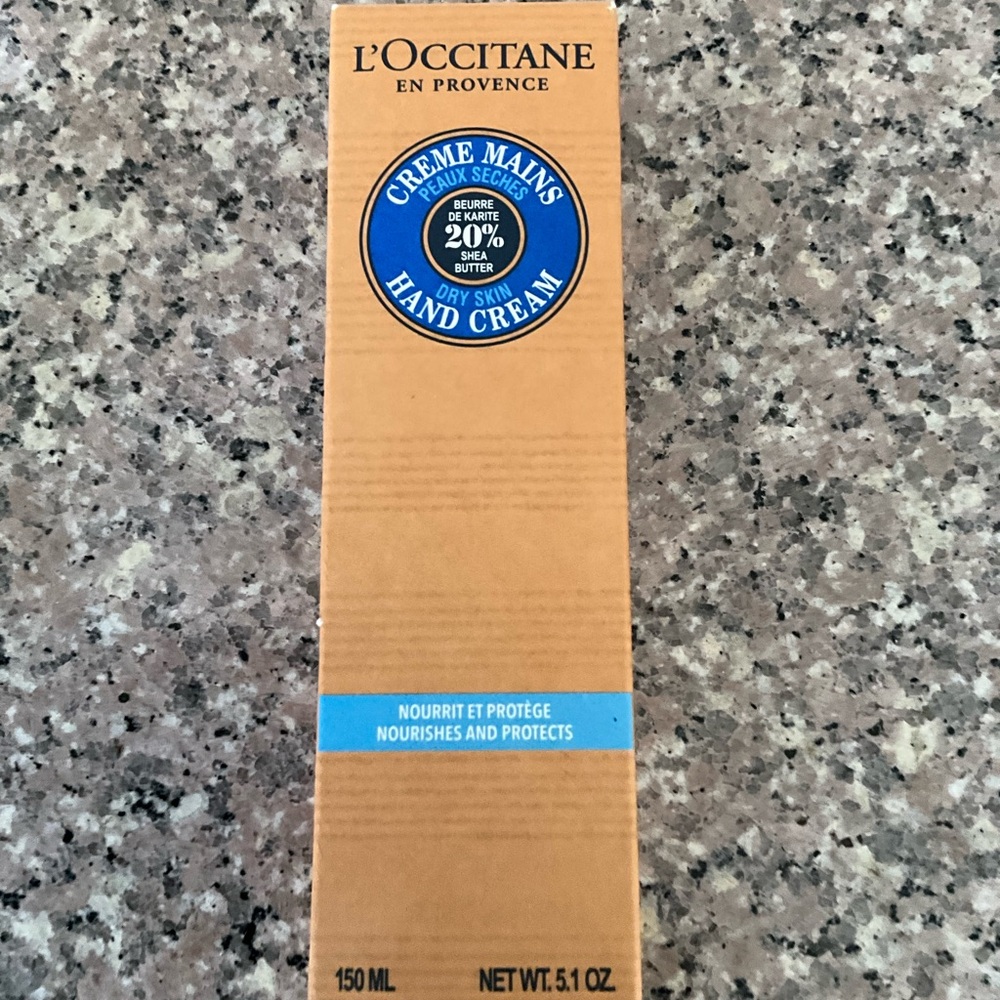 L'OCCITANE
EN PROVENCE
CREME MAINS
PEAUX SECHES
BEURRE
DE KARITE
20%
SHEA
BUTTER
DRY SKIN
HAND CREAM
NOURRIT ET PROTÈGE
NOURISHES AND PROTECTS
150 ML NET WT. 5.1 OZ.